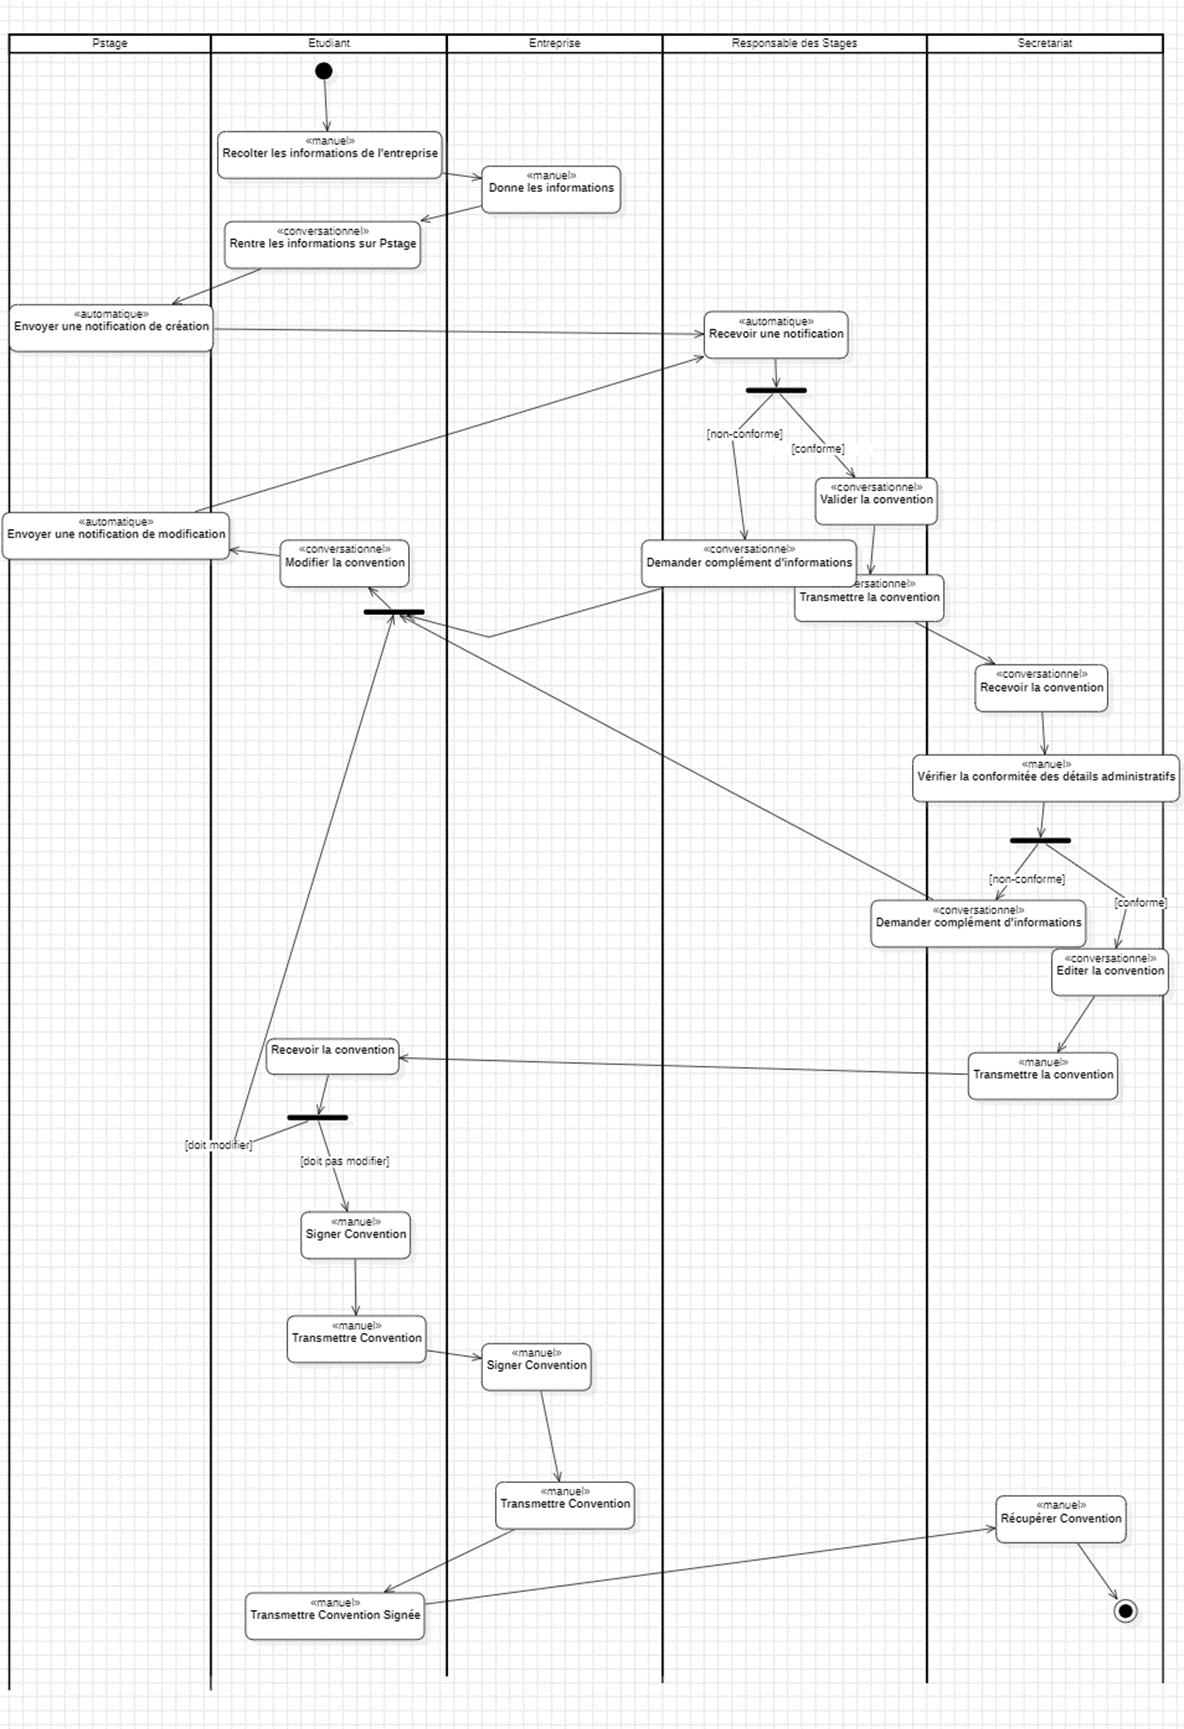 Pstage
Etudiant
Entreprise
Responsable des Stages
Secretariat
«manuel»
Recolter les informations de l'entreprise
«manuel»
Donne les informations
«conversationnel»
Rentre les informations sur Pstage
«automatique»
Envoyer une notification de création
«automatique»
Recevoir une notification
[non-conforme]
[conforme]
«conversationnel»
Valider la convention
«automatique»
Envoyer une notification de modification
«conversationnel»
Modifier la convention
«conversationnel»
Demander complément d'informations
ersationnel»
Transmettre la convention
«conversationnel»
Recevoir la convention
«manuel»
Vérifier la conformitée des détails administratifs
[non-conforme]
[conforme]
«conversationnel»
Demander complément d'informations
«conversationnel»
Editer la convention
Recevoir la convention
«manuel»
Transmettre la convention
[doit modifier]
[doit pas modifier]
«manuel»
Signer Convention
«manuel»
Transmettre Convention
«manuel»
Signer Convention
«manuel»
Transmettre Convention
«manuel»
Récupérer Convention
«manuel»
Transmettre Convention Signée